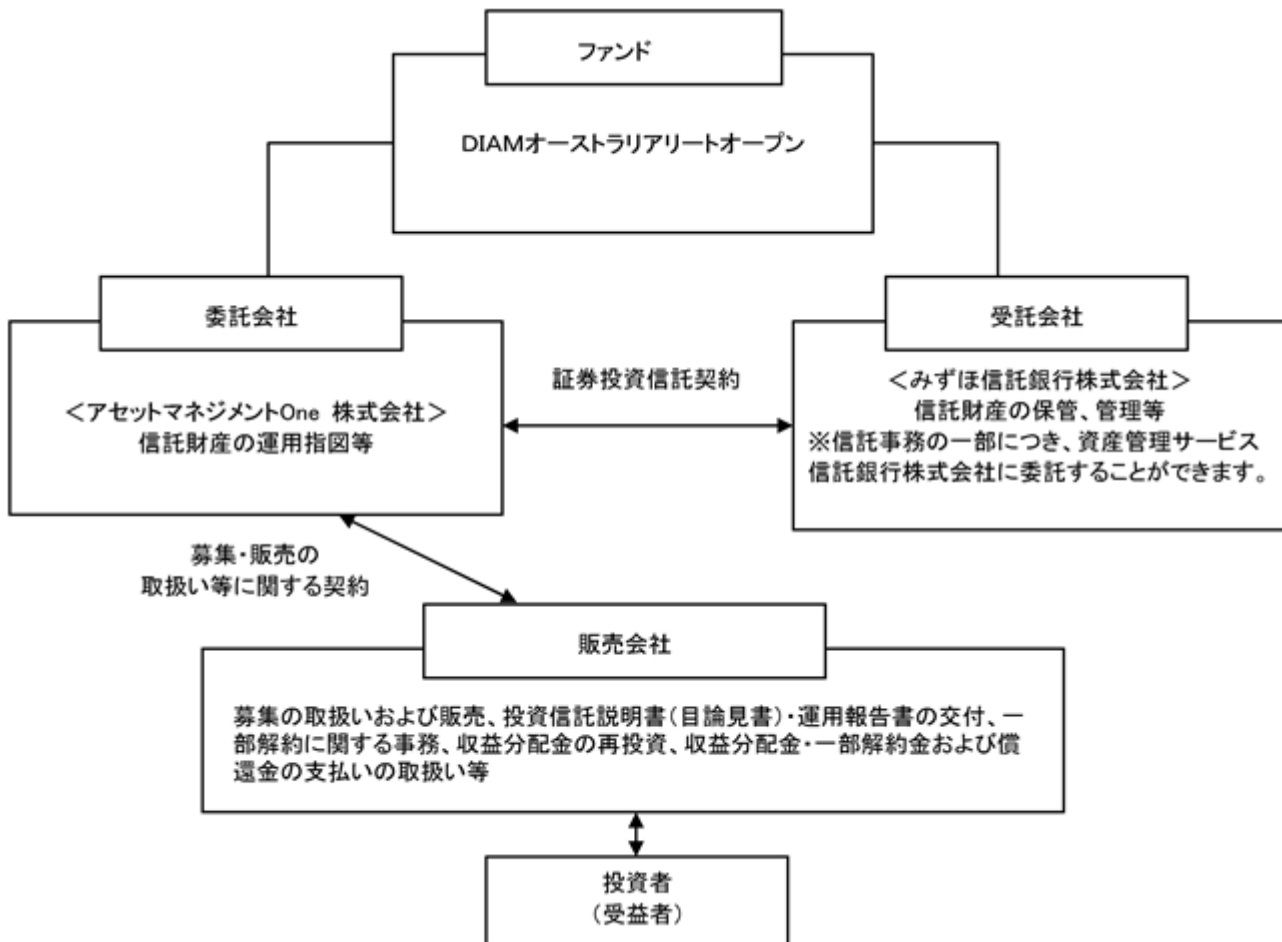 ファンド
DIAMオーストラリアリートオープン
委託会社
<アセットマネジメントOne 株式会社>
信託財産の運用指図等
証券投資信託契約
受託会社
<みずほ信託銀行株式会社>
信託財産の保管、管理等
※信託事務の一部につき、資産管理サービス
信託銀行株式会社に委託することができます。
募集・販売の
取扱い等に関する契約
販売会社
募集の取扱いおよび販売、投資信託説明書(目論見書)・運用報告書の交付、一
部解約に関する事務、収益分配金の再投資、収益分配金・一部解約金および償
還金の支払いの取扱い等
投資者
(受益者)